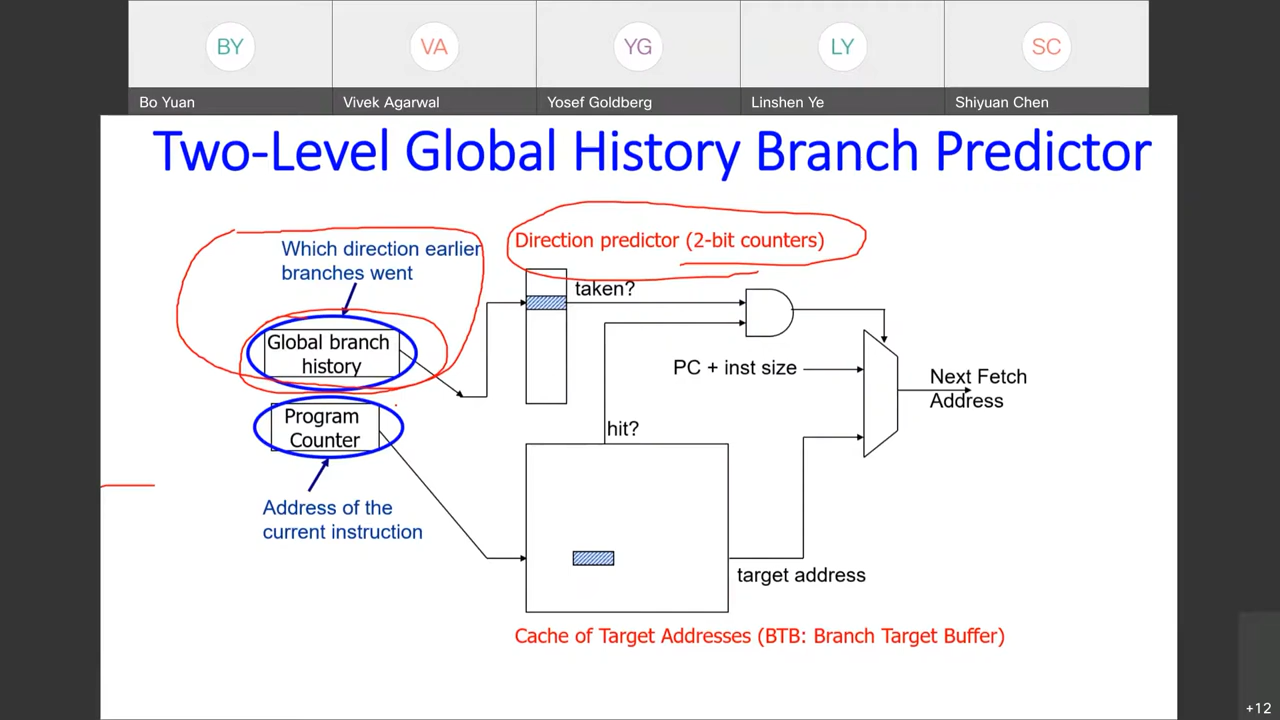 BY
VA
YG
LY
SC
Bo Yuan
Vivek Agarwal
Yosef Goldberg
Linshen Ye
Shiyuan Chen
Two-Level Global History Branch Predictor
Which direction earlier
branches went
Direction predictor (2-bit counters)
taken?
Global branch
history
PC + inst size
Next Fetch
Address
Program
Counter
hit?
Address of the
current instruction
target address
Cache of Target Addresses (BTB: Branch Target Buffer)
+12